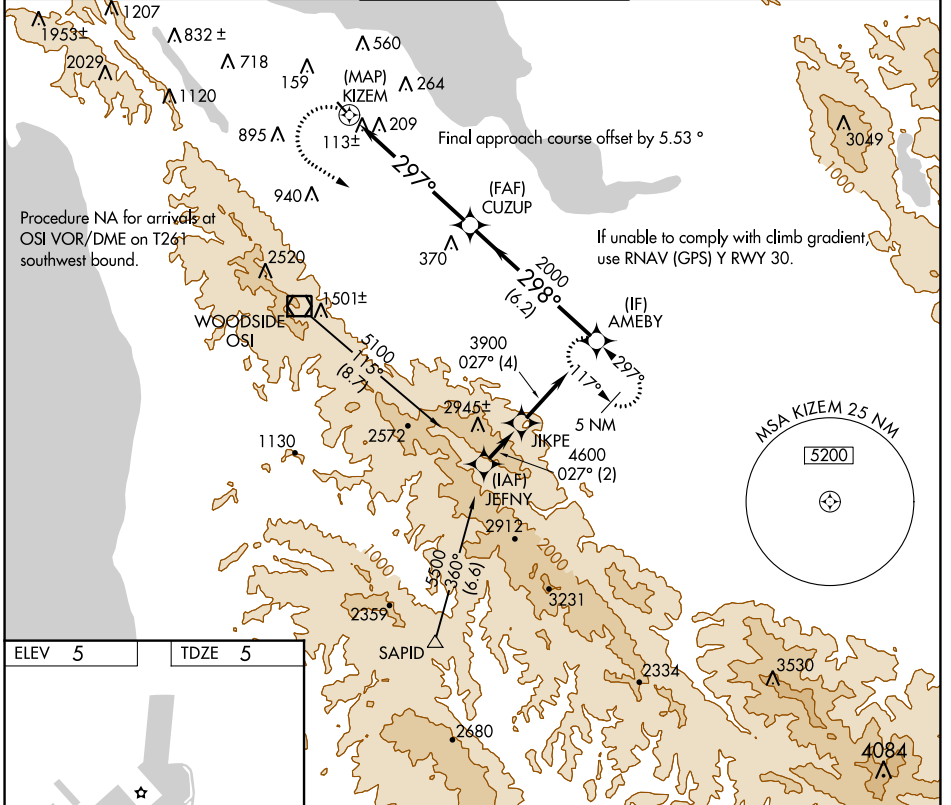 1207
1953±
832 ±
560
2029
718
159
(MAP)
KIZEM
264
1120
895
113±
209
Final approach course offset by 5.53 °
3049
1000
297°
940
(FAF)
CUZUP
Procedure NA for arrivals at
OSI VOR/DME on T261
southwest bound.
370
If unable to comply with climb gradient,
use RNAV (GPS) Y RWY 30.
2520
2000
298°
(6.2)
1501±
WOODSIDE
OSI
(IF)
AMEBY
5100
115°
(8.7)
3900
027° (4)
297°
117°
5 NM
2945±
2572
JIKPE
1130
4600
027° (2)
(IAF)
JEFNY
MSA KIZEM 25 NM
5200
2912
2000
1000
5500
360°
(6.6)
3231
2359
SAPID
ELEV 5
TDZE 5
2334
3530
2680
4084